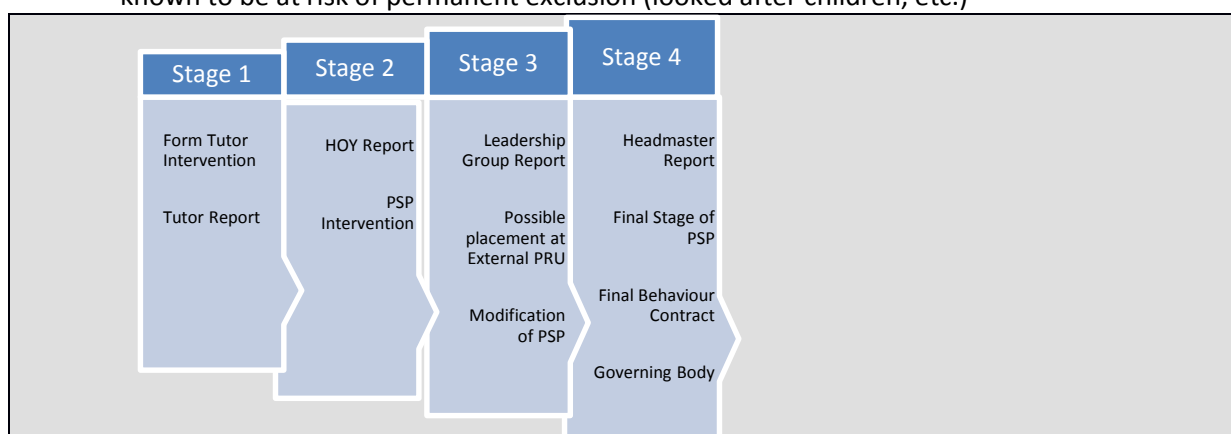 known to be at risk of permanent exclusion (looked after children, etc.)
Stage 1
Form Tutor
Intervention
Tutor Report
Stage 2
HOY Report
PSP
Intervention
Stage 3
Leadership
Group Report
Possible
placement at
External PRU
Modification
of PSP
Stage 4
Headmaster
Report
Final Stage of
PSP
Final Behaviour
Contract
Governing Body